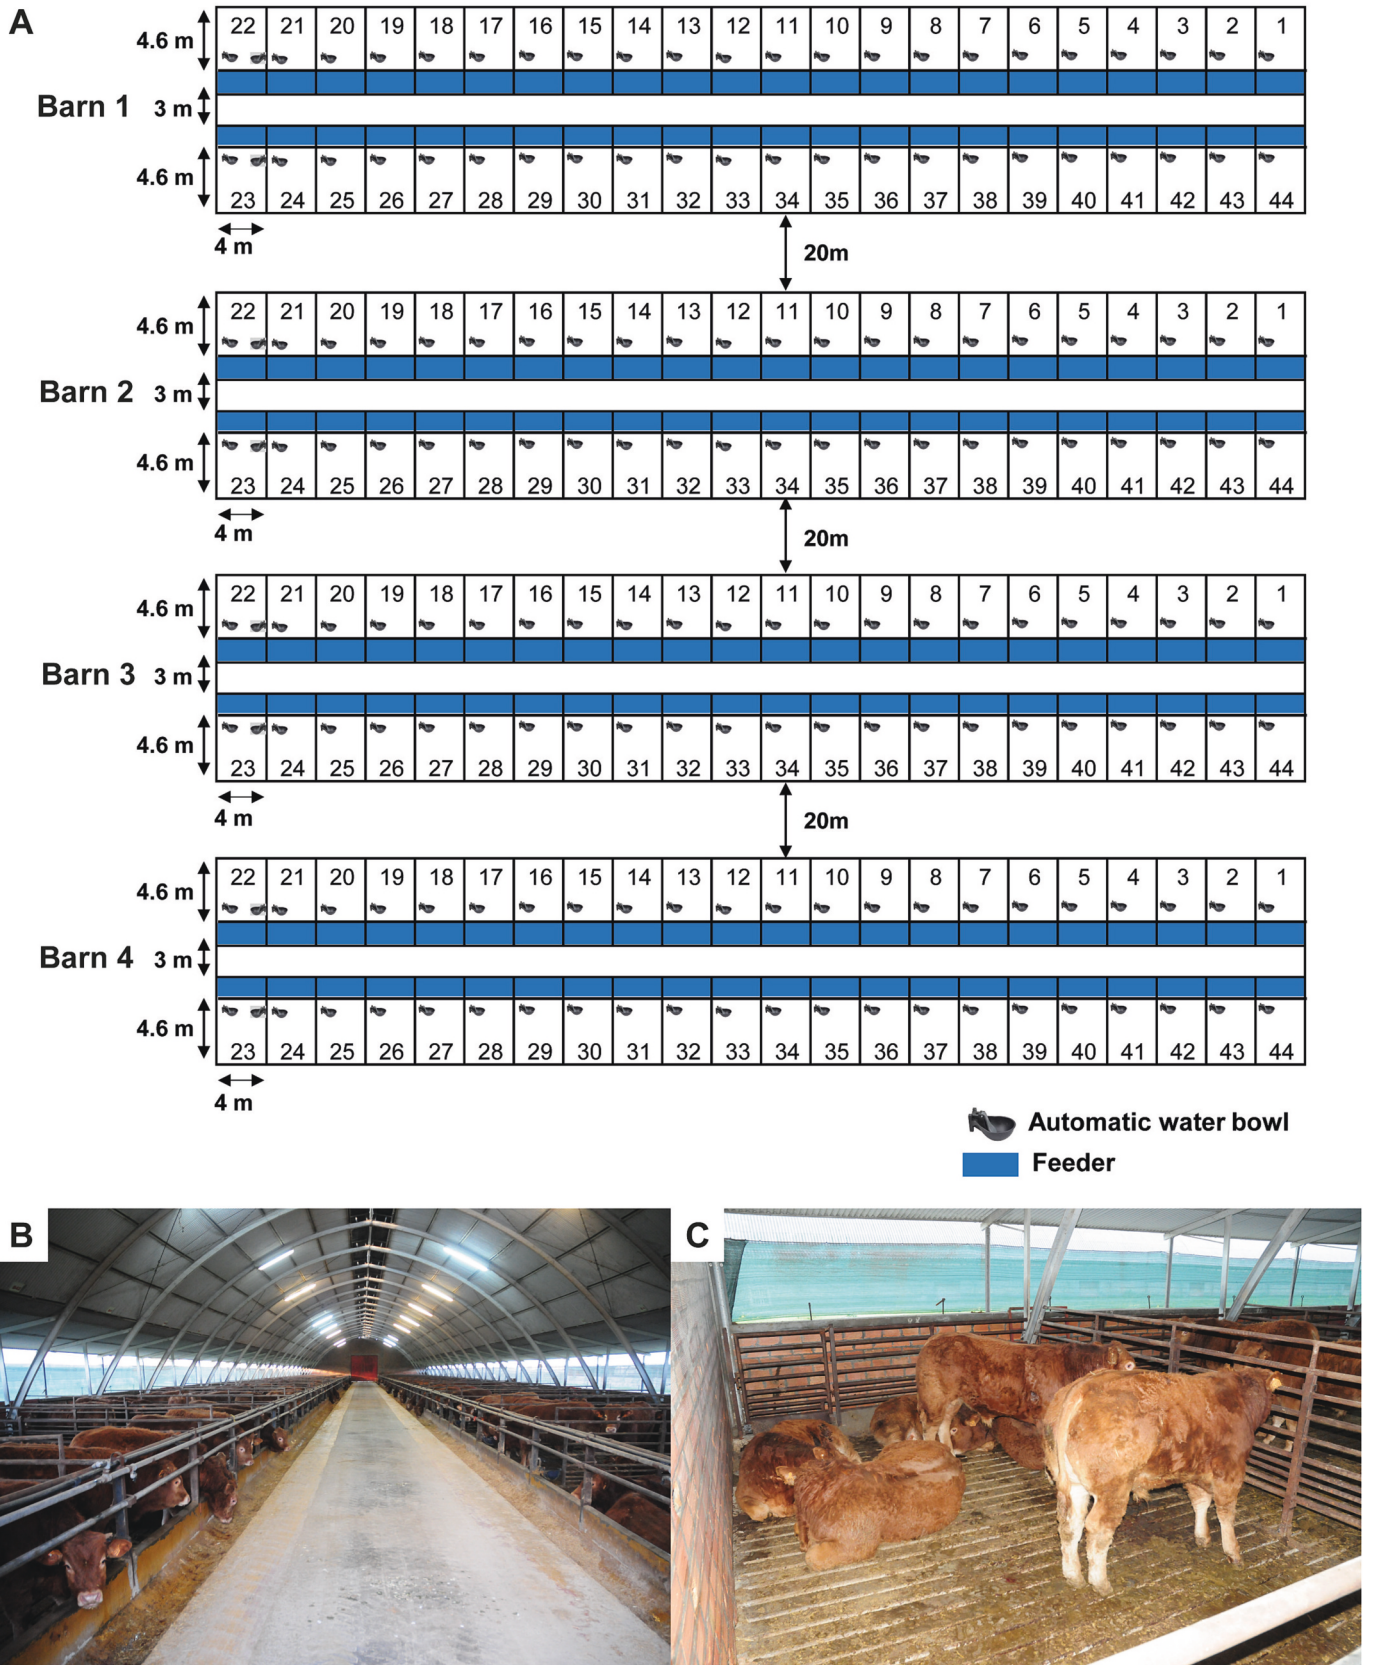 A
22 21 20 19 18 17 16 15 14 13 12 11 10 9 8 7 6 5 4 3 2 1
4.6 m
Barn 1 3 m
4.6 m
23 24 25 26 27 28 29 30 31 32 33 34 35 36 37 38 39 40 41 42 43 44
4 m
20m
22 21 20 19 18 17 16 15 14 13 12 11 10 9 8 7 6 5 4 3 2 1
4.6 m
Barn 2 3 m
4.6 m
23 24 25 26 27 28 29 30 31 32 33 34 35 36 37 38 39 40 41 42 43 44
4 m
20m
22 21 20 19 18 17 16 15 14 13 12 11 10 9 8 7 6 5 4 3 2 1
4.6 m
Barn 3 3 m
4.6 m
23 24 25 26 27 28 29 30 31 32 33 34 35 36 37 38 39 40 41 42 43 44
4 m
20m
22 21 20 19 18 17 16 15 14 13 12 11 10 9 8 7 6 5 4 3 2 1
4.6 m
Barn 4 3 m
4.6 m
23 24 25 26 27 28 29 30 31 32 33 34 35 36 37 38 39 40 41 42 43 44
4 m
Automatic water bowl
Feeder
B
C